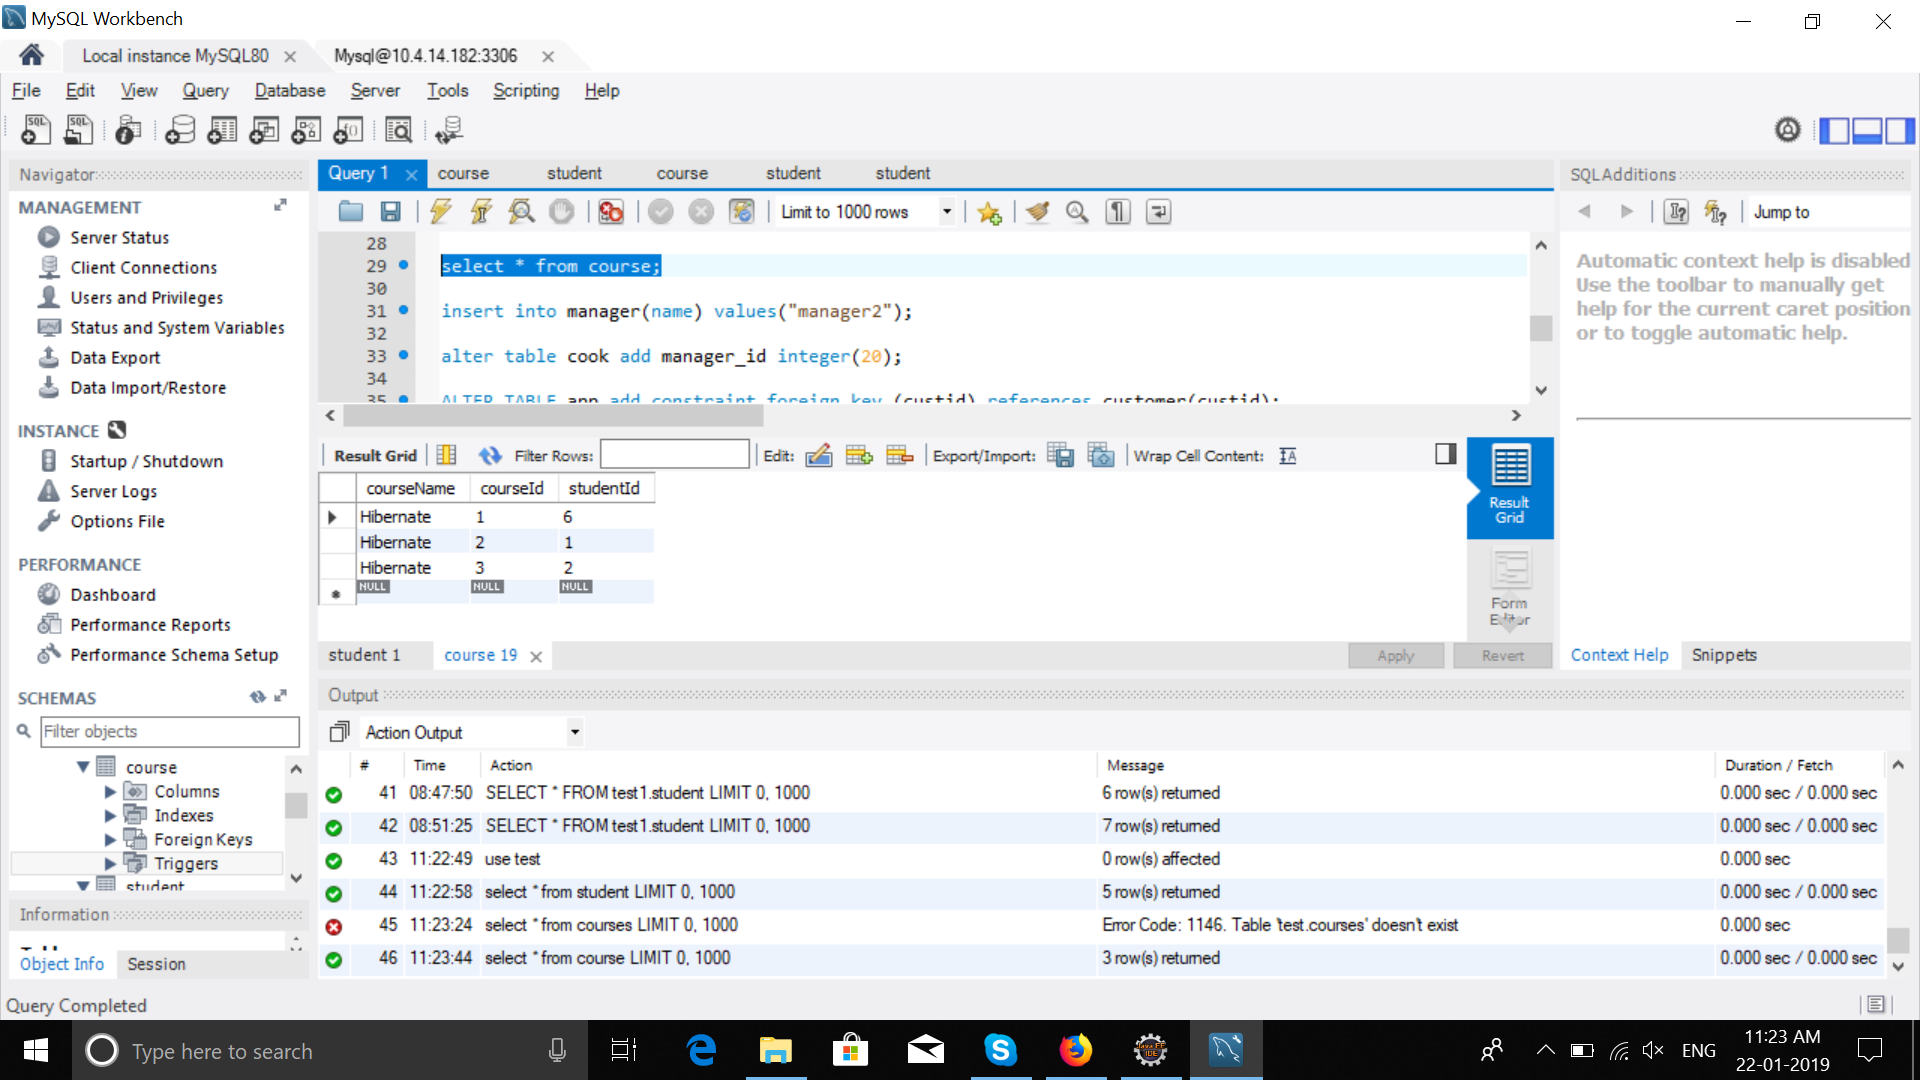 MySQL Workbench
Local instance MySQL80
Mysql@10.4.14.182:3306
File Edit View Query Database Server Tools Scripting Help
Navigator
MANAGEMENT
Server Status
Client Connections
Users and Privileges
Status and System Variables
Data Export
Data Import/Restore
INSTANCE
Startup / Shutdown
Server Logs
Options File
PERFORMANCE
Dashboard
Performance Reports
Performance Schema Setup
SCHEMAS
Filter objects
course
Columns
Indexes
Foreign Keys
Triggers
student
Information
Object Info Session
Query Completed
Query 1 course student course student student
Limit to 1000 rows
28
29 select * from course;
30
31 insert into manager(name) values("manager2");
32
33 alter table cook add manager_id integer(20);
34
35 ALTER TABLE app add constraint foreign key (custid) references customer(custid);
Result Grid Filter Rows: Edit: Export/Import: Wrap Cell Content:
courseName courseId studentId
Hibernate 1 6
Hibernate 2 1
Hibernate 3 2
NULL NULL NULL
Result
Grid
Form
Editor
student 1 course 19 Apply Revert
Output
Action Output
# Time Action Message Duration / Fetch
41 08:47:50 SELECT * FROM test1.student LIMIT 0, 1000 6 row(s) returned 0.000 sec / 0.000 sec
42 08:51:25 SELECT * FROM test1.student LIMIT 0, 1000 7 row(s) returned 0.000 sec / 0.000 sec
43 11:22:49 use test 0 row(s) affected 0.000 sec
44 11:22:58 select * from student LIMIT 0, 1000 5 row(s) returned 0.000 sec / 0.000 sec
45 11:23:24 select * from courses LIMIT 0, 1000 Error Code: 1146. Table 'test.courses' doesn't exist 0.000 sec
46 11:23:44 select * from course LIMIT 0, 1000 3 row(s) returned 0.000 sec / 0.000 sec
SQLAdditions
Jump to
Automatic context help is disabled
Use the toolbar to manually get
help for the current caret position
or to toggle automatic help.
Context Help Snippets
Type here to search
ENG
11:23 AM
22-01-2019